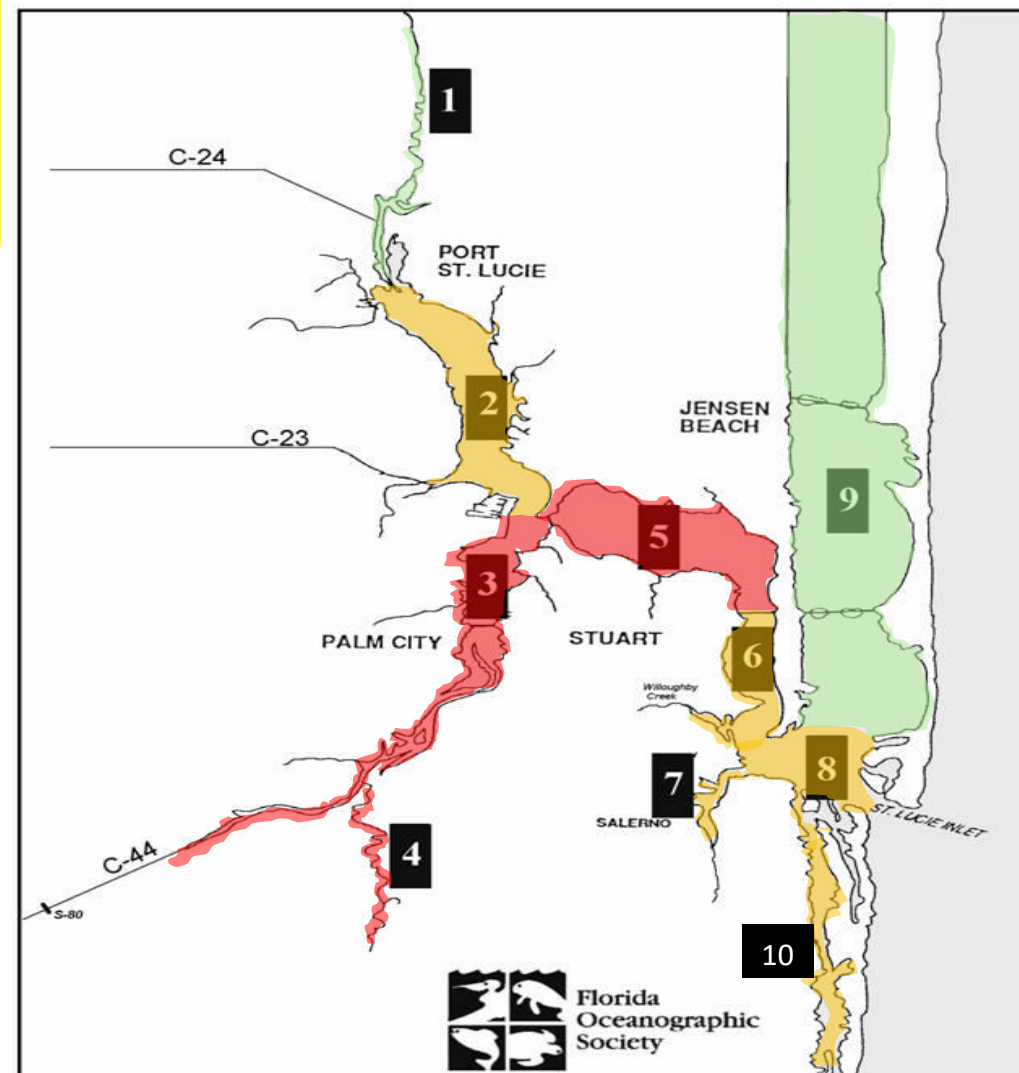 1
C-24
PORT
ST. LUCIE
2
JENSEN
BEACH
C-23
9
5
3
PALM CITY
STUART
6
Willoughby
Creek
7
8
SALERNO
ST. LUCIE INLET
C-44
4
S-80
10
Florida
Oceanographic
Society